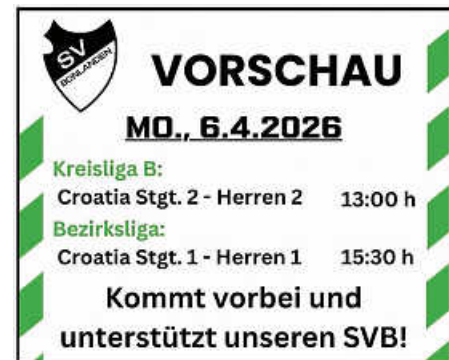 SV
BONLANDEN
VORSCHAU
MO., 6.4.2026
Kreisliga B:
Croatia Stgt. 2 - Herren 2 13:00 h
Bezirksliga:
Croatia Stgt. 1 - Herren 1 15:30 h
Kommt vorbei und
unterstützt unseren SVB!